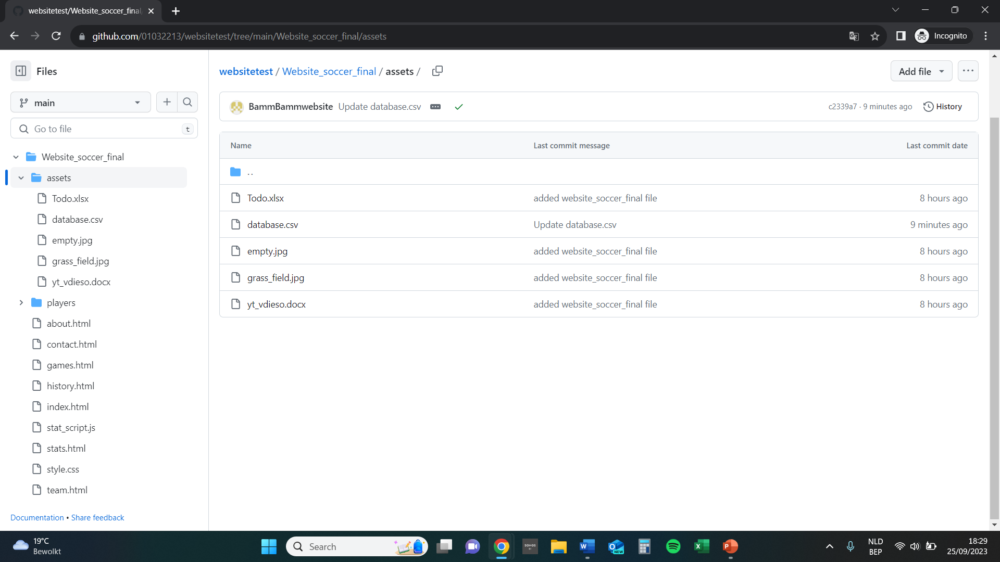 websitetest/Website_soccer_final
github.com/01032213/websitetest/tree/main/Website_soccer_final/assets
Incognito
Files
websitetest / Website_soccer_final / assets /
Add file
main
BammBammwebsite Update database.csv
c2339a7 · 9 minutes ago
History
Go to file
t
Name Last commit message Last commit date
Website_soccer_final
..
assets
Todo.xlsx
Todo.xlsx added website_soccer_final file 8 hours ago
database.csv
database.csv Update database.csv 9 minutes ago
empty.jpg
empty.jpg added website_soccer_final file 8 hours ago
grass_field.jpg
grass_field.jpg added website_soccer_final file 8 hours ago
yt_vdieso.docx
yt_vdieso.docx added website_soccer_final file 8 hours ago
players
about.html
contact.html
games.html
history.html
index.html
stat_script.js
stats.html
style.css
team.html
Documentation • Share feedback
19°C
Bewolkt
Search
SONOS
S1
W
O
NEW
X
P
NLD
BEP
18:29
25/09/2023